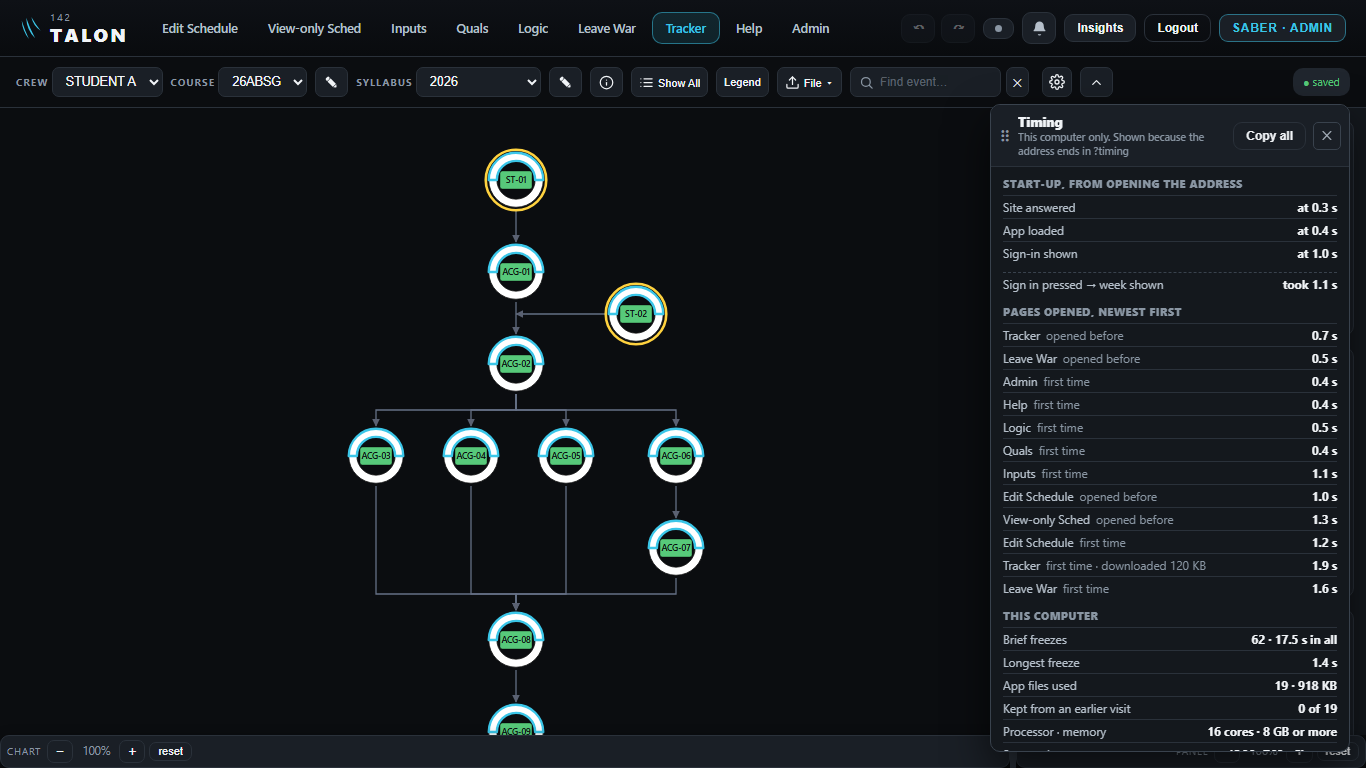 142
TALON
Edit Schedule
View-only Sched
Inputs
Quals
Logic
Leave War
Tracker
Help
Admin
Insights
Logout
SABER · ADMIN
CREW
STUDENT A
COURSE
26ABSG
SYLLABUS
2026
Show All
Legend
File
Find event…
saved
ST-01
ACG-01
ST-02
ACG-02
ACG-03
ACG-04
ACG-05
ACG-06
ACG-07
ACG-08
ACG-09
Timing
This computer only. Shown because the
address ends in ?timing
Copy all
START-UP, FROM OPENING THE ADDRESS
Site answered at 0.3 s
App loaded at 0.4 s
Sign-in shown at 1.0 s
Sign in pressed → week shown took 1.1 s
PAGES OPENED, NEWEST FIRST
Tracker opened before 0.7 s
Leave War opened before 0.5 s
Admin first time 0.4 s
Help first time 0.4 s
Logic first time 0.5 s
Quals first time 0.4 s
Inputs first time 1.1 s
Edit Schedule opened before 1.0 s
View-only Sched opened before 1.3 s
Edit Schedule first time 1.2 s
Tracker first time · downloaded 120 KB 1.9 s
Leave War first time 1.6 s
THIS COMPUTER
Brief freezes 62 · 17.5 s in all
Longest freeze 1.4 s
App files used 19 · 918 KB
Kept from an earlier visit 0 of 19
Processor · memory 16 cores · 8 GB or more
CHART
− 100% + reset